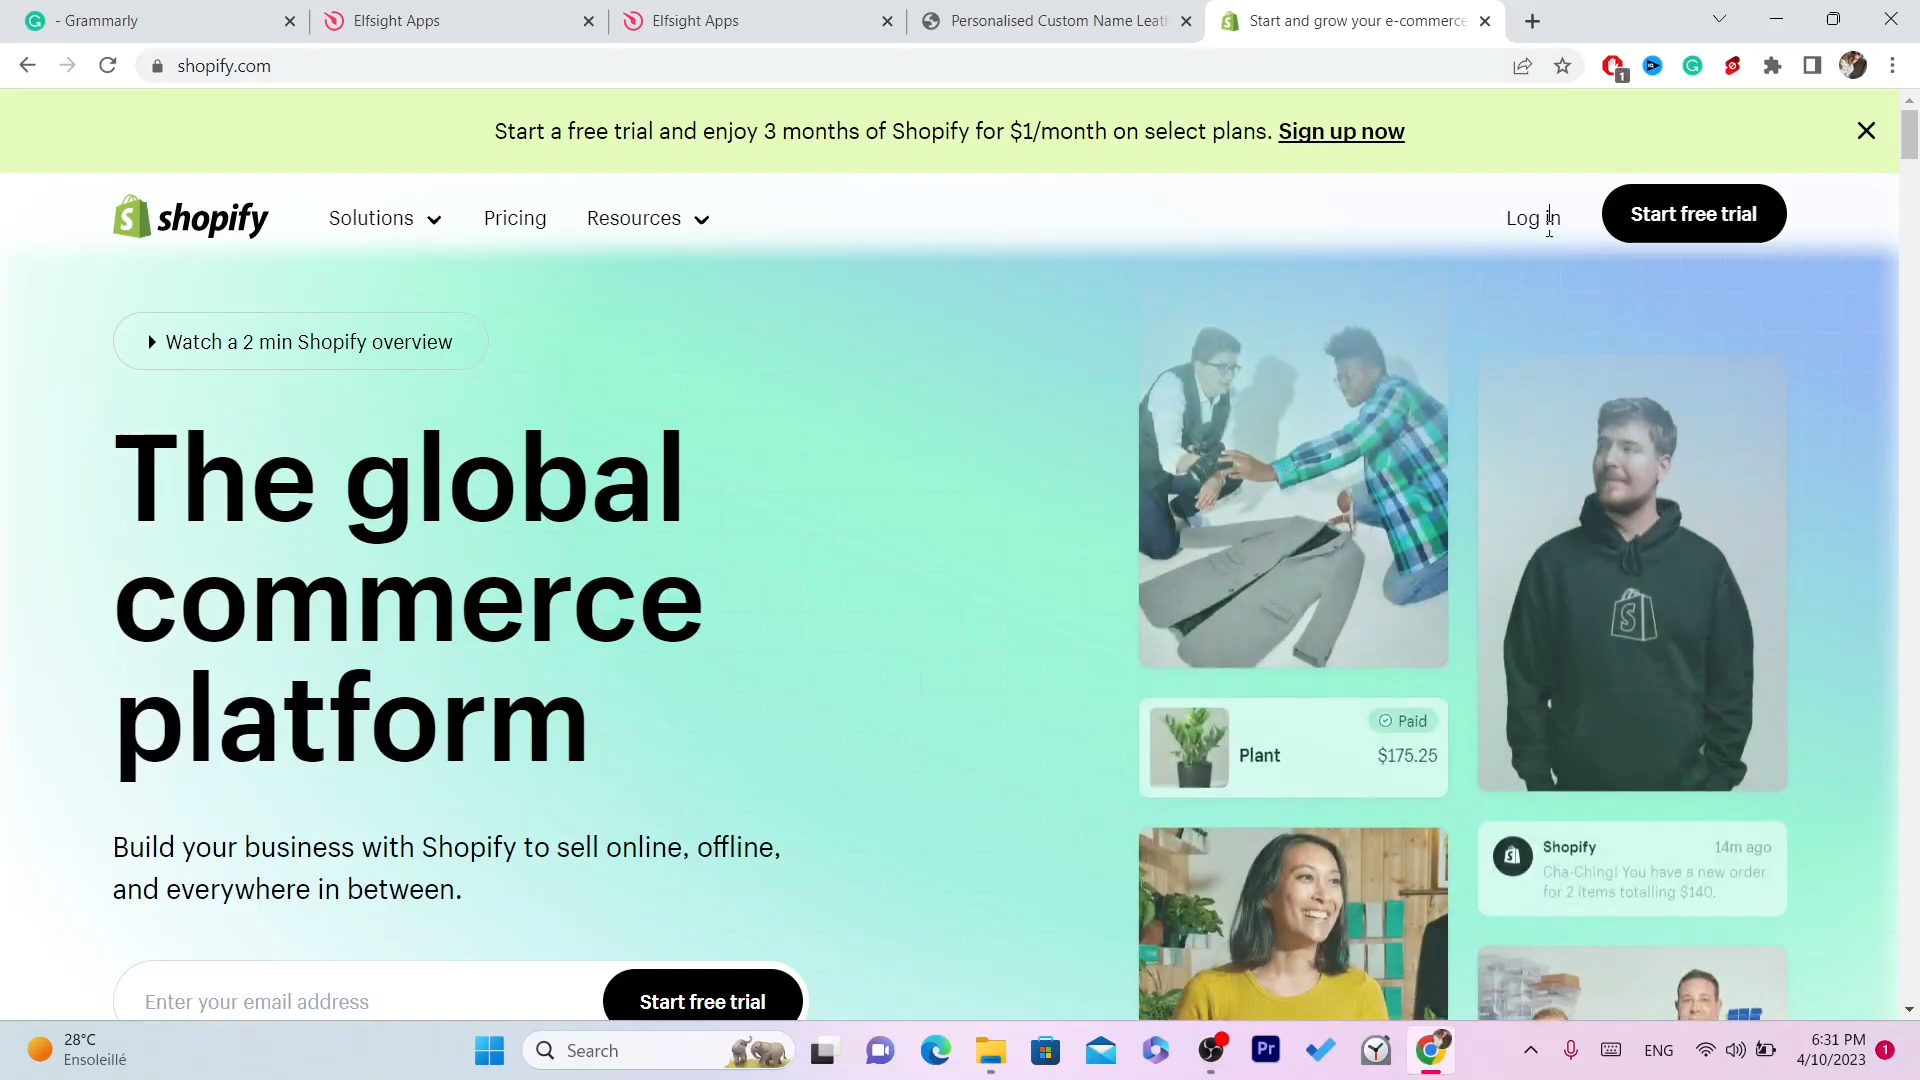 - Grammarly
Elfsight Apps
Elfsight Apps
Personalised Custom Name Leath
Start and grow your e-commerce
shopify.com
1
Start a free trial and enjoy 3 months of Shopify for $1/month on select plans. Sign up now
shopify
Solutions
Pricing
Resources
Log in
Start free trial
Watch a 2 min Shopify overview
The global
commerce
platform
Build your business with Shopify to sell online, offline,
and everywhere in between.
Enter your email address
Start free trial
Paid
Plant
$175.25
Shopify
14m ago
Cha-Ching! You have a new order
for 2 items totalling $140.
28°C
Ensoleillé
Search
Pr
ENG
6:31 PM
4/10/2023
1